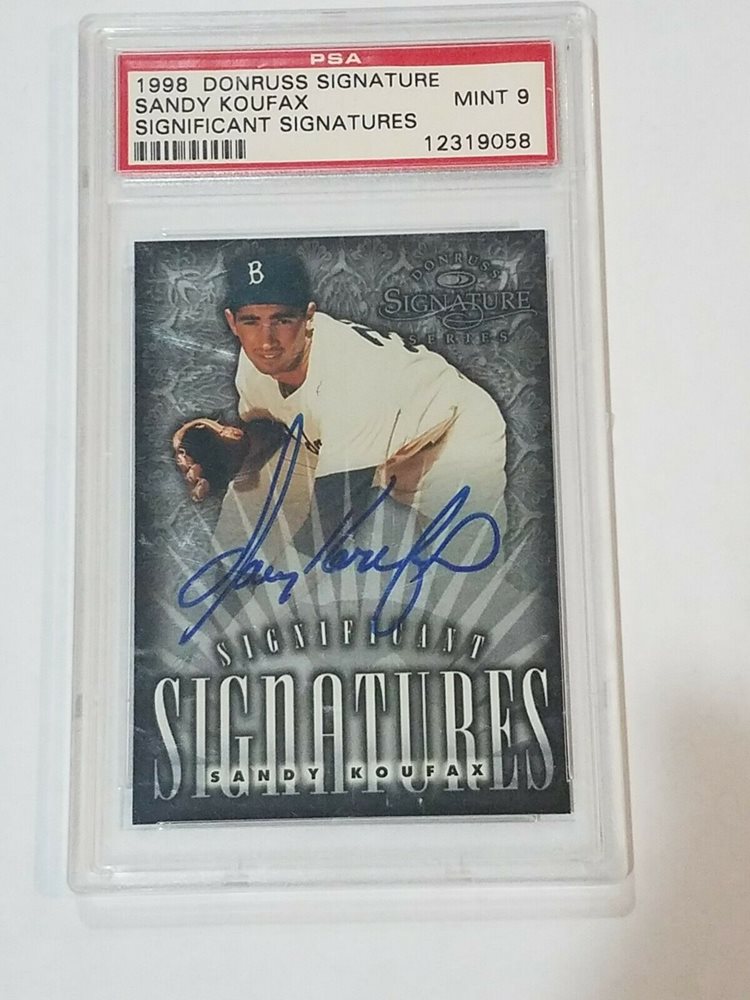 PSA
1998 DONRUSS SIGNATURE
SANDY KOUFAX MINT 9
SIGNIFICANT SIGNATURES
12319058
B
DONRUSS
SIGNATURE
SERIES
Sandy Koufax
SIGNIFICANT
SIGNATURES
SANDY KOUFAX